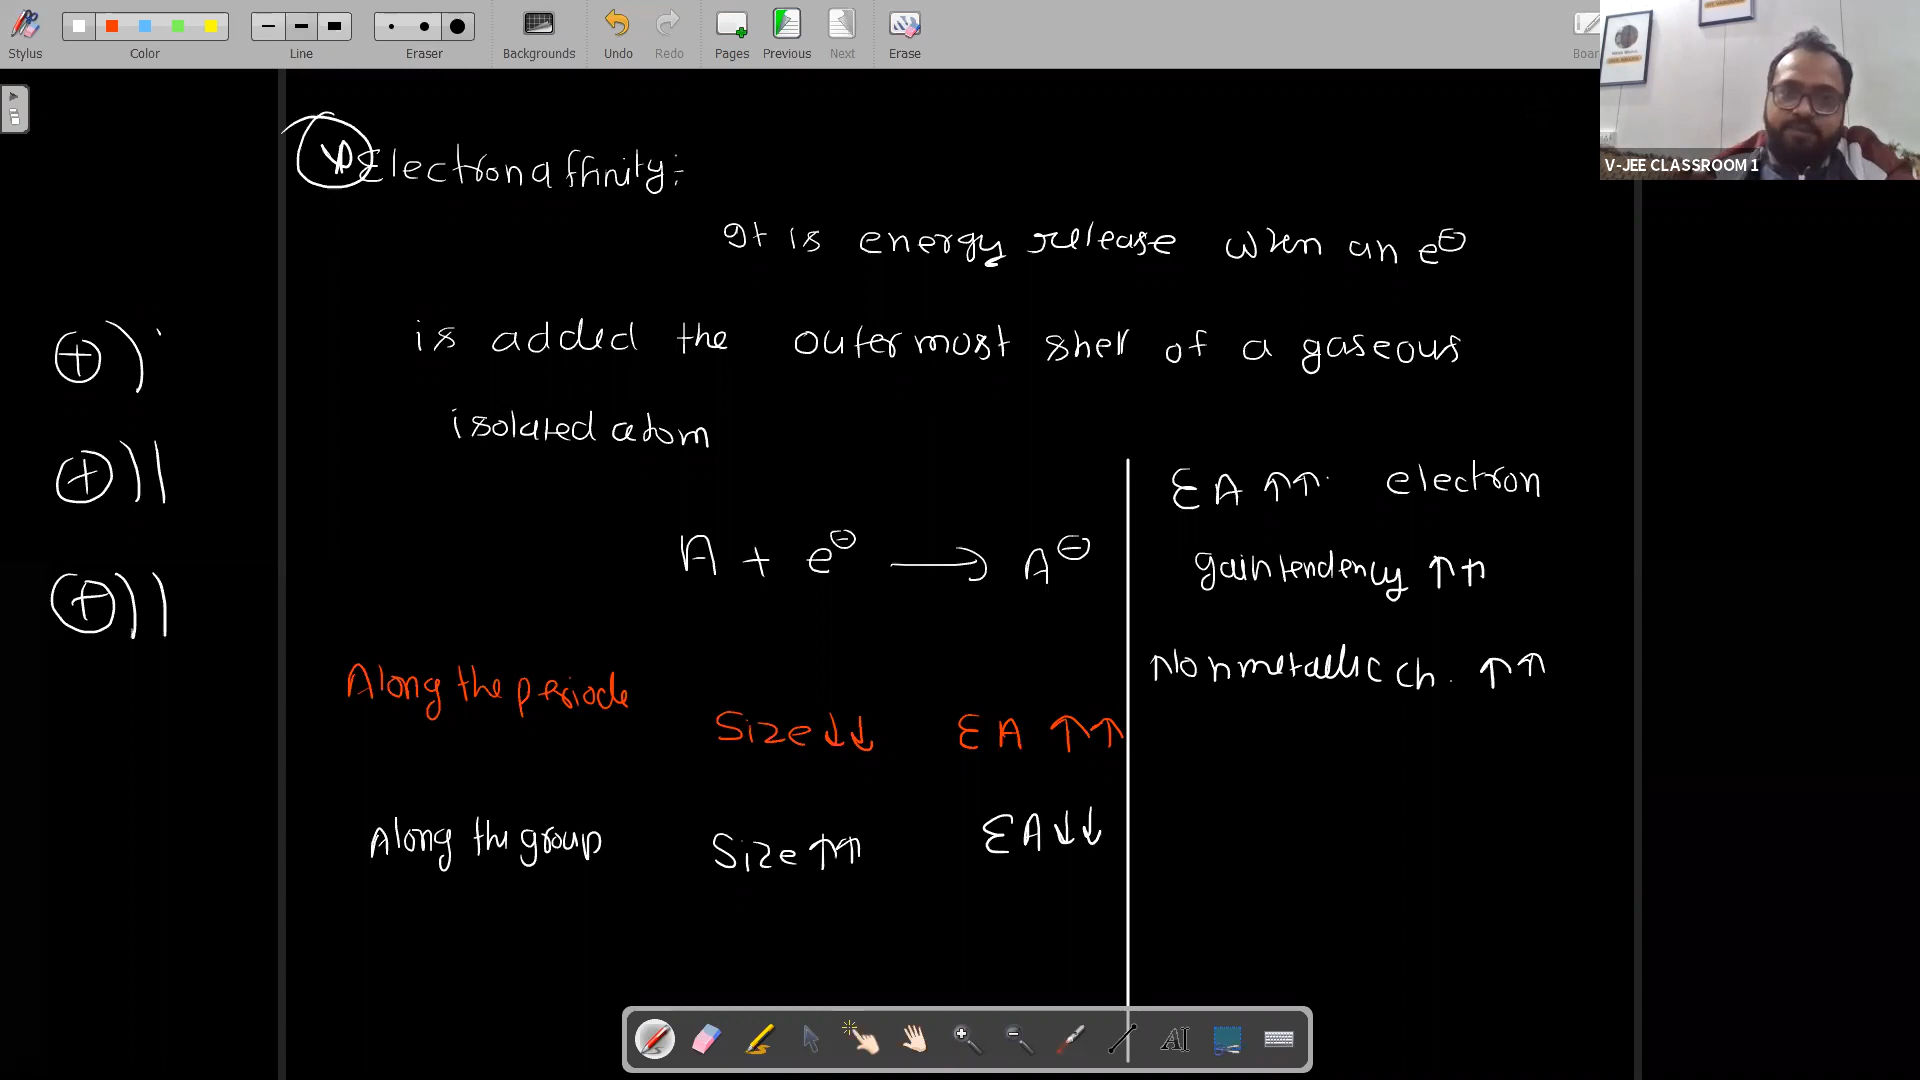 Stylus
Color
Line
Eraser
Backgrounds
Undo
Redo
Pages
Previous
Next
Erase
Boar
V-JEE CLASSROOM 1
Electron affinity:
It is energy release when an e⊖
is added the outermost shell of a gaseous
isolated atom
A + e⊖ → A⊖
Along the periode
Size ↓↓ EA ↑↑
Along the group Size ↑↑ EA ↓↓
EA ↑↑ electron
gain tendency ↑↑
Nonmetallic ch. ↑↑
⊕)
⊕))
⊕))
AI